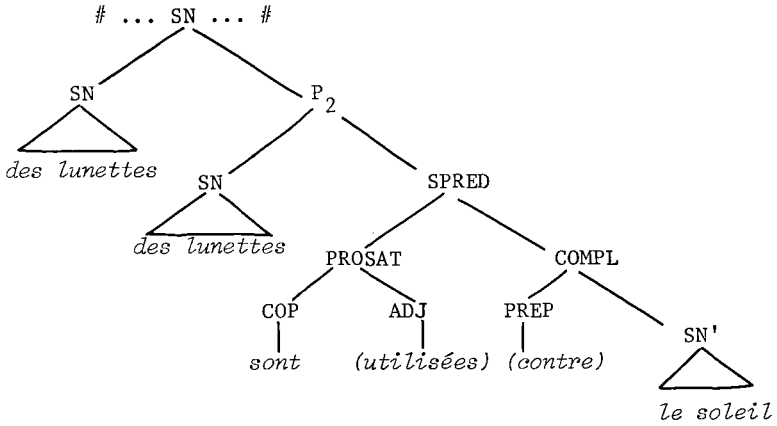 # ... SN ... #
SN P2
des lunettes
SN SPRED
des lunettes
PROSAT COMPL
COP ADJ PREP
SN'
sont (utilisées) (contre)
le soleil